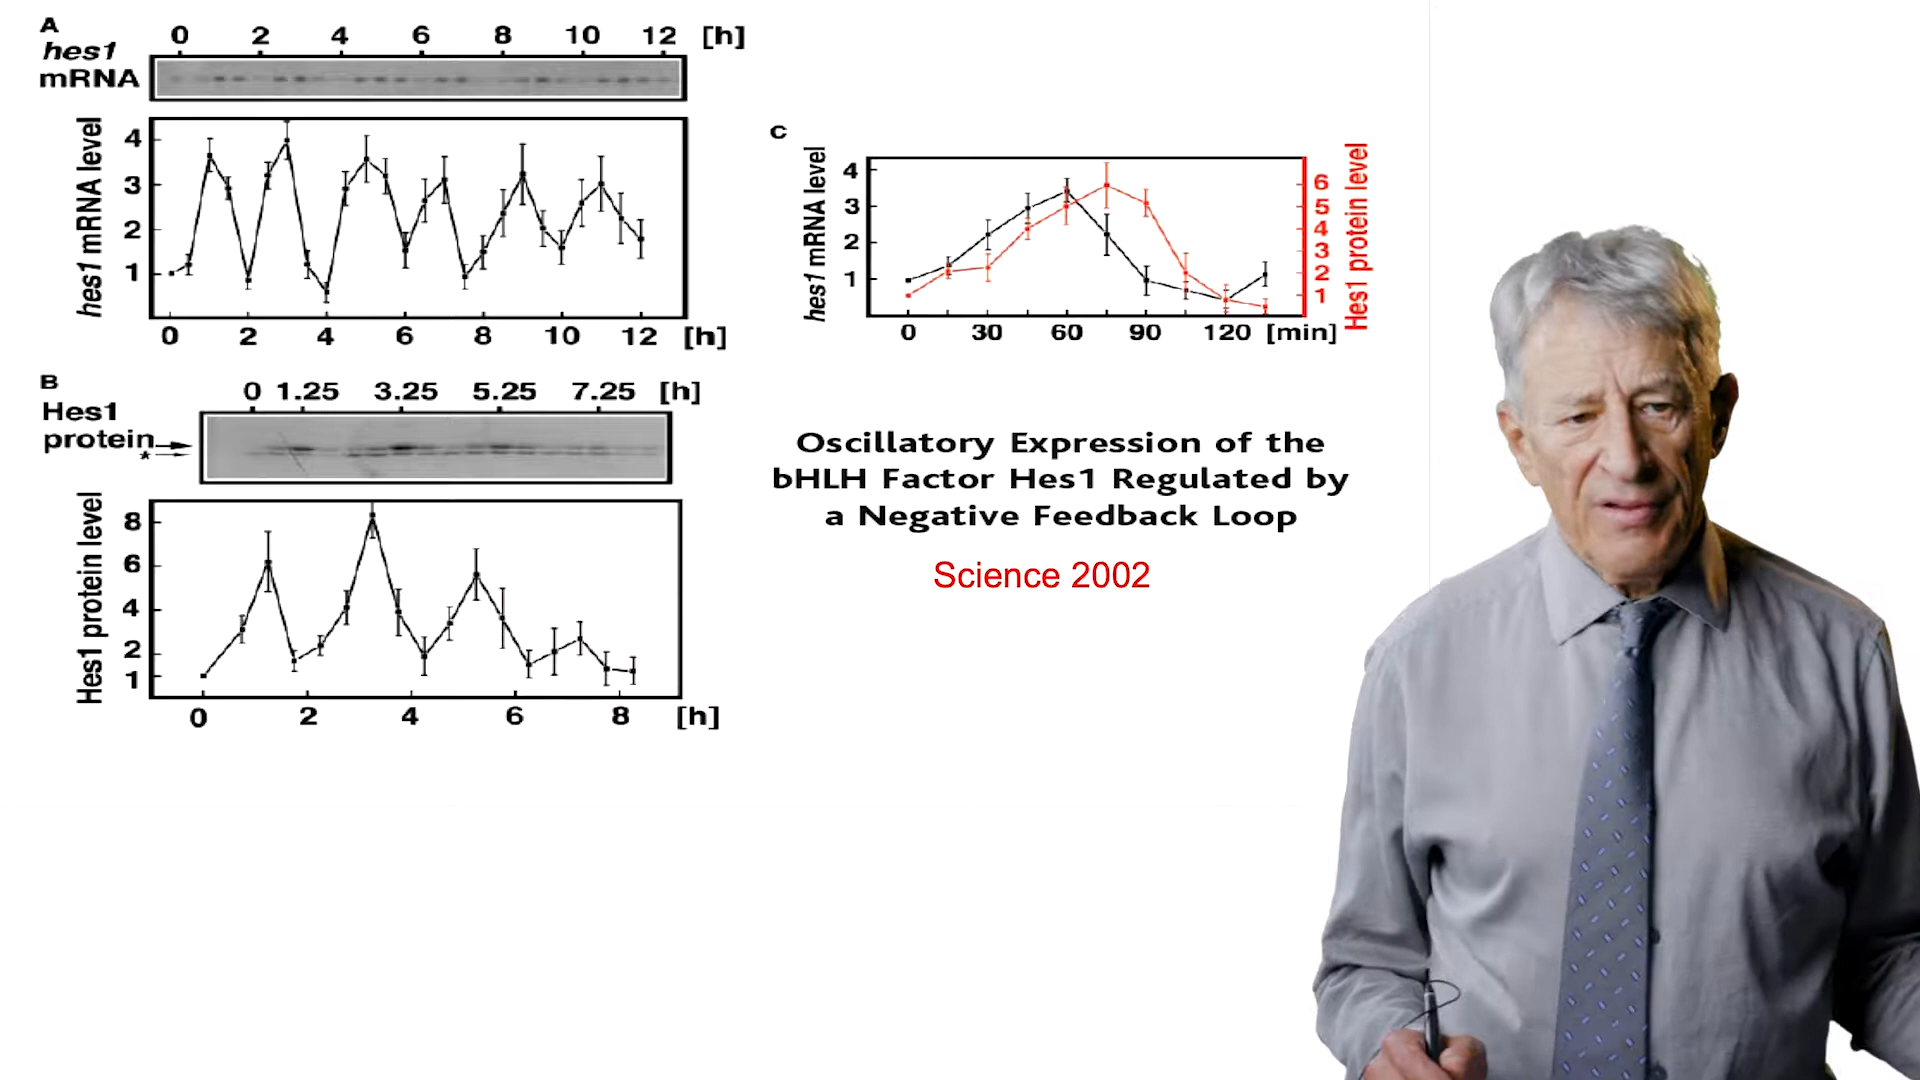 A
0 2 4 6 8 10 12 [h]
hes1
mRNA
hes1 mRNA level
4
3
2
1
0 2 4 6 8 10 12 [h]
B
0 1.25 3.25 5.25 7.25 [h]
Hes1
protein
*
Hes1 protein level
8
6
4
2
1
0 2 4 6 8 [h]
C
hes1 mRNA level
4
3
2
1
Hes1 protein level
6
5
4
3
2
1
0 30 60 90 120 [min]
Oscillatory Expression of the
bHLH Factor Hes1 Regulated by
a Negative Feedback Loop
Science 2002